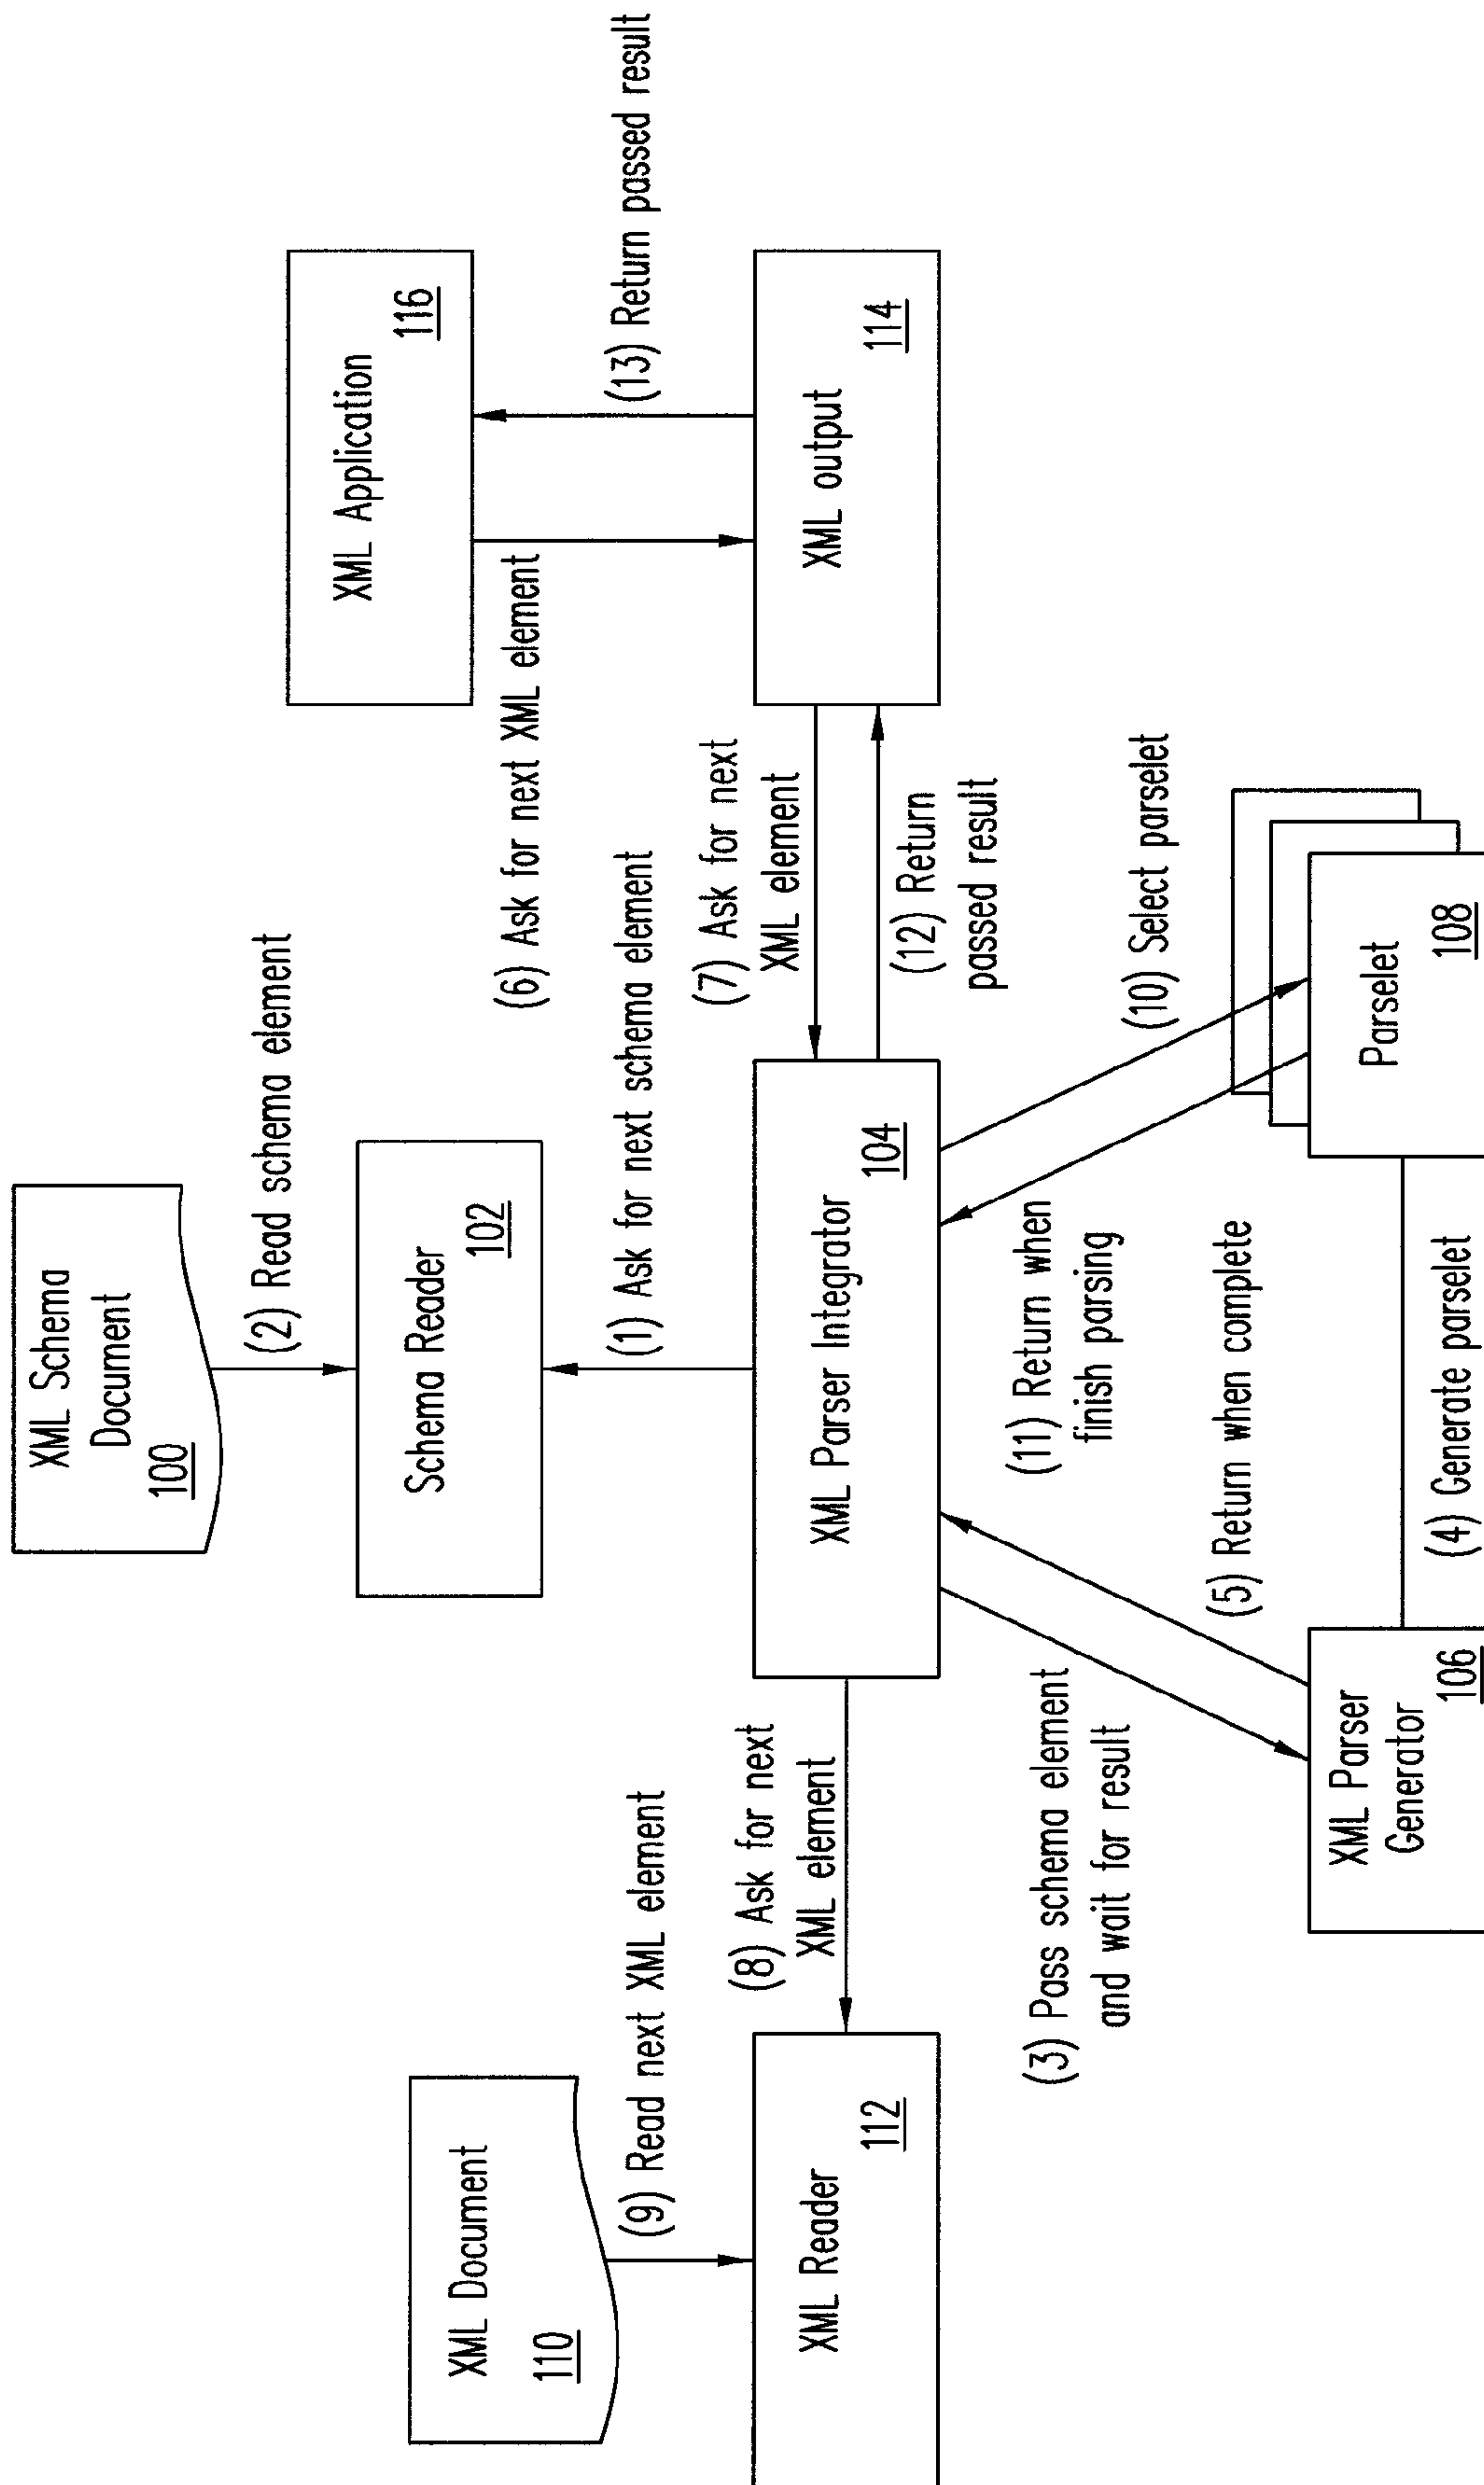 XML Schema
Document
100
(2) Read schema element
Schema Reader
102
(1) Ask for next schema element
XML Application
116
(6) Ask for next XML element
(13) Return passed result
XML Document
110
(9) Read next XML element
XML Reader
112
(8) Ask for next
XML element
XML Parser Integrator
104
(7) Ask for next
XML element
(12) Return
passed result
XML output
114
(3) Pass schema element
and wait for result
(11) Return when
finish parsing
(10) Select parselet
(5) Return when complete
XML Parser
Generator
106
(4) Generate parselet
Parselet
108